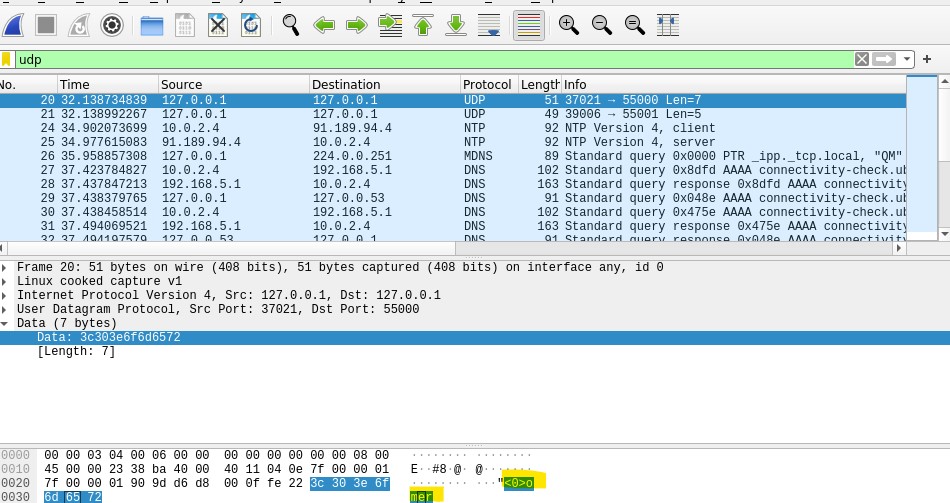 udp
No. Time Source Destination Protocol Length Info
20 32.138734839 127.0.0.1 127.0.0.1 UDP 51 37021 → 55000 Len=7
21 32.138992267 127.0.0.1 127.0.0.1 UDP 49 39006 → 55001 Len=5
24 34.902073699 10.0.2.4 91.189.94.4 NTP 92 NTP Version 4, client
25 34.977615083 91.189.94.4 10.0.2.4 NTP 92 NTP Version 4, server
26 35.958857308 127.0.0.1 224.0.0.251 MDNS 89 Standard query 0x0000 PTR _ipp._tcp.local, "QM"
27 37.423784827 10.0.2.4 192.168.5.1 DNS 102 Standard query 0x8dfd AAAA connectivity-check.ub
28 37.437847213 192.168.5.1 10.0.2.4 DNS 163 Standard query response 0x8dfd AAAA connectivity
29 37.438379765 127.0.0.1 127.0.0.53 DNS 91 Standard query 0x048e AAAA connectivity-check.ub
30 37.438458514 10.0.2.4 192.168.5.1 DNS 102 Standard query 0x475e AAAA connectivity-check.ub
31 37.494069521 192.168.5.1 10.0.2.4 DNS 163 Standard query response 0x475e AAAA connectivity
32 37.494197579 127.0.0.53 127.0.0.1 DNS 91 Standard query response 0x048e AAAA connectivity
Frame 20: 51 bytes on wire (408 bits), 51 bytes captured (408 bits) on interface any, id 0
Linux cooked capture v1
Internet Protocol Version 4, Src: 127.0.0.1, Dst: 127.0.0.1
User Datagram Protocol, Src Port: 37021, Dst Port: 55000
Data (7 bytes)
Data: 3c303e6f6d6572
[Length: 7]
0000 00 00 03 04 00 06 00 00 00 00 00 00 00 00 08 00 ········ ········
0010 45 00 00 23 38 ba 40 00 40 11 04 0e 7f 00 00 01 E··#8·@· @·······
0020 7f 00 00 01 90 9d d6 d8 00 0f fe 22 3c 30 3e 6f ········ ···"<0>o
0030 6d 65 72 mer